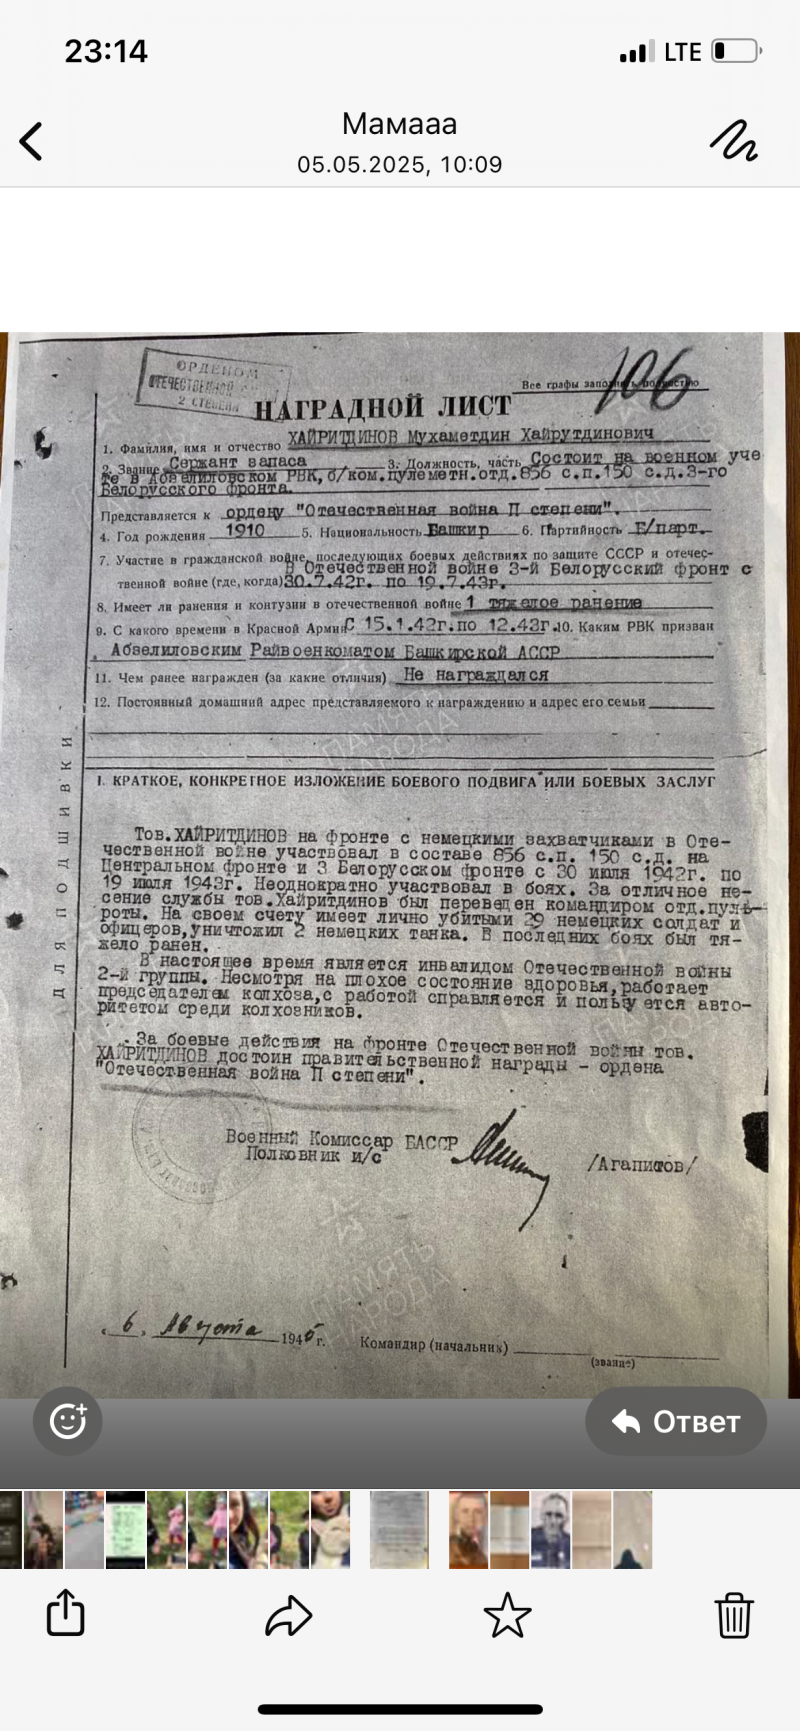 23:14
LTE
Мамааа
05.05.2025, 10:09
ОРДЕНОМ
ОТЕЧЕСТВЕННОЙ
2 СТЕПЕНИ
106
Все графы заполнять полностью
НАГРАДНОЙ ЛИСТ
1. Фамилия, имя и отчество ХАЙРИТДИНОВ Мухаметдин Хайрутдинович
2. Звание Сержант запаса 3. Должность, часть Состоит на военном уче
те в Абзелиловском РВК, б/ком.пулеметн.отд.856 с.п.150 с.д.3-го
Белорусского фронта.
Представляется к ордену "Отечественная война П степени".
4. Год рождения 1910 5. Национальность Башкир 6. Партийность Б/парт.
7. Участие в гражданской войне, последующих боевых действиях по защите СССР и отечес-
В Отечественной войне 3-й Белорусский фронт с
твенной войне (где, когда) 30.7.42г. по 19.7.43г.
8. Имеет ли ранения и контузии в отечественной войне 1 тяжелое ранение
9. С какого времени в Красной Армии С 15.1.42г.по 12.43г. 10. Каким РВК призван
Абзелиловским Райвоенкоматом Башкирской АССР
11. Чем ранее награжден (за какие отличия) Не награждался
12. Постоянный домашний адрес представляемого к награждению и адрес его семьи
ДЛЯ ПОДШИВКИ
I. КРАТКОЕ, КОНКРЕТНОЕ ИЗЛОЖЕНИЕ БОЕВОГО ПОДВИГА ИЛИ БОЕВЫХ ЗАСЛУГ
Тов.ХАЙРИТДИНОВ на фронте с немецкими захватчиками в Оте-
чественной войне участвовал в составе 856 с.п. 150 с.д. на
Центральном фронте и 3 Белорусском фронте с 30 июля 1942г. по
19 июля 1943г. Неоднократно участвовал в боях. За отличное не-
сение службы тов.Хайритдинов был переведен командиром отд.пуль-
роты. На своем счету имеет лично убитыми 29 немецких солдат и
офицеров,уничтожил 2 немецких танка. В последних боях был тя-
жело ранен.
В настоящее время является инвалидом Отечественной войны
2-й группы. Несмотря на плохое состояние здоровья,работает
председателем колхоза,с работой справляется и пользуется авто-
ритетом среди колхозников.
За боевые действия на фронте Отечественной войны тов.
ХАЙРИТДИНОВ достоин правительственной награды - ордена
"Отечественная война П степени".
Военный Комиссар БАССР
Полковник и/с /Агапитов/
ПАМЯТЬ
НАРОДА
„ 6 „ Августа 1945 г. Командир (начальник)
(звание)
Ответ